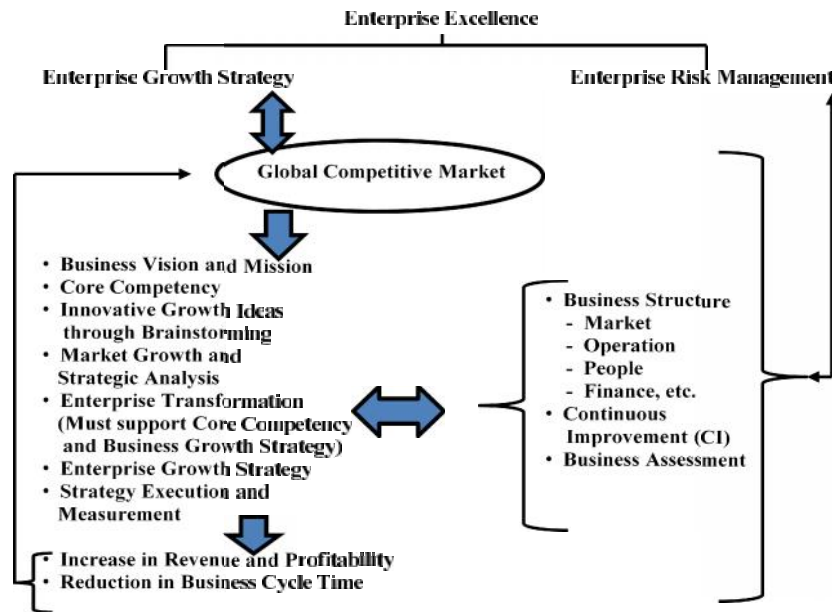 Enterprise Excellence
Enterprise Growth Strategy
Enterprise Risk Management
Global Competitive Market
• Business Vision and Mission
• Core Competency
• Innovative Growth Ideas
through Brainstorming
• Market Growth and
Strategic Analysis
• Enterprise Transformation
(Must support Core Competency
and Business Growth Strategy)
• Enterprise Growth Strategy
• Strategy Execution and
Measurement
• Increase in Revenue and Profitability
• Reduction in Business Cycle Time
• Business Structure
- Market
- Operation
- People
- Finance, etc.
• Continuous
Improvement (CI)
• Business Assessment